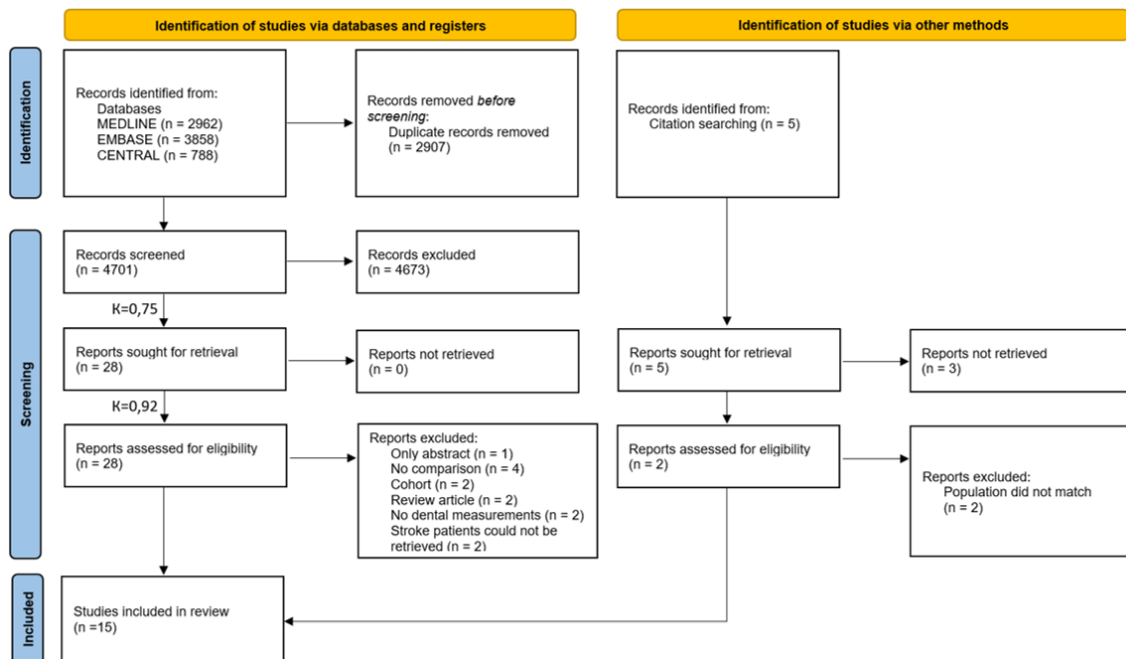 Identification of studies via databases and registers
Identification of studies via other methods
Identification
Records identified from:
Databases
MEDLINE (n = 2962)
EMBASE (n = 3858)
CENTRAL (n = 788)
Records removed before
screening:
Duplicate records removed
(n = 2907)
Records identified from:
Citation searching (n = 5)
Screening
Records screened
(n = 4701)
Records excluded
(n = 4673)
K=0,75
Reports sought for retrieval
(n = 28)
Reports not retrieved
(n = 0)
Reports sought for retrieval
(n = 5)
Reports not retrieved
(n = 3)
K=0,92
Reports assessed for eligibility
(n = 28)
Reports excluded:
Only abstract (n = 1)
No comparison (n = 4)
Cohort (n = 2)
Review article (n = 2)
No dental measurements (n = 2)
Stroke patients could not be
retrieved (n = 2)
Reports assessed for eligibility
(n = 2)
Reports excluded:
Population did not match
(n = 2)
Included
Studies included in review
(n =15)